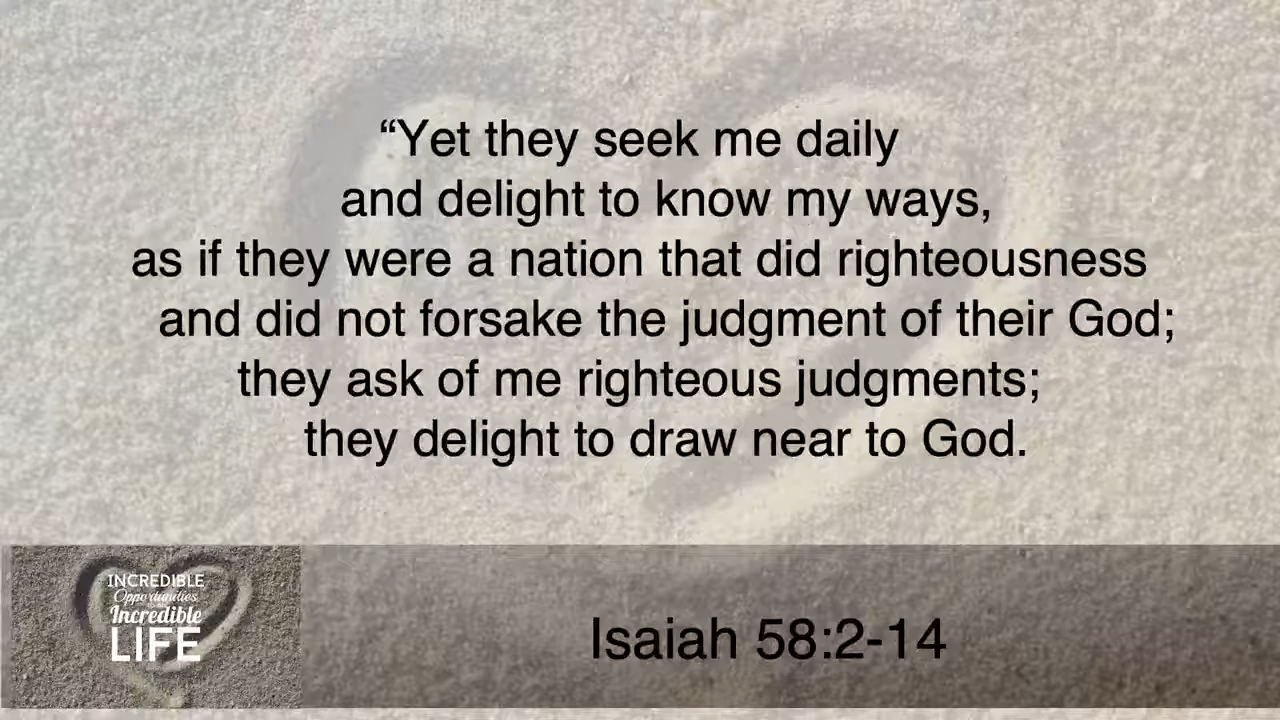 “Yet they seek me daily
and delight to know my ways,
as if they were a nation that did righteousness
and did not forsake the judgment of their God;
they ask of me righteous judgments;
they delight to draw near to God.
INCREDIBLE
Opportunities
Incredible
LIFE
Isaiah 58:2-14